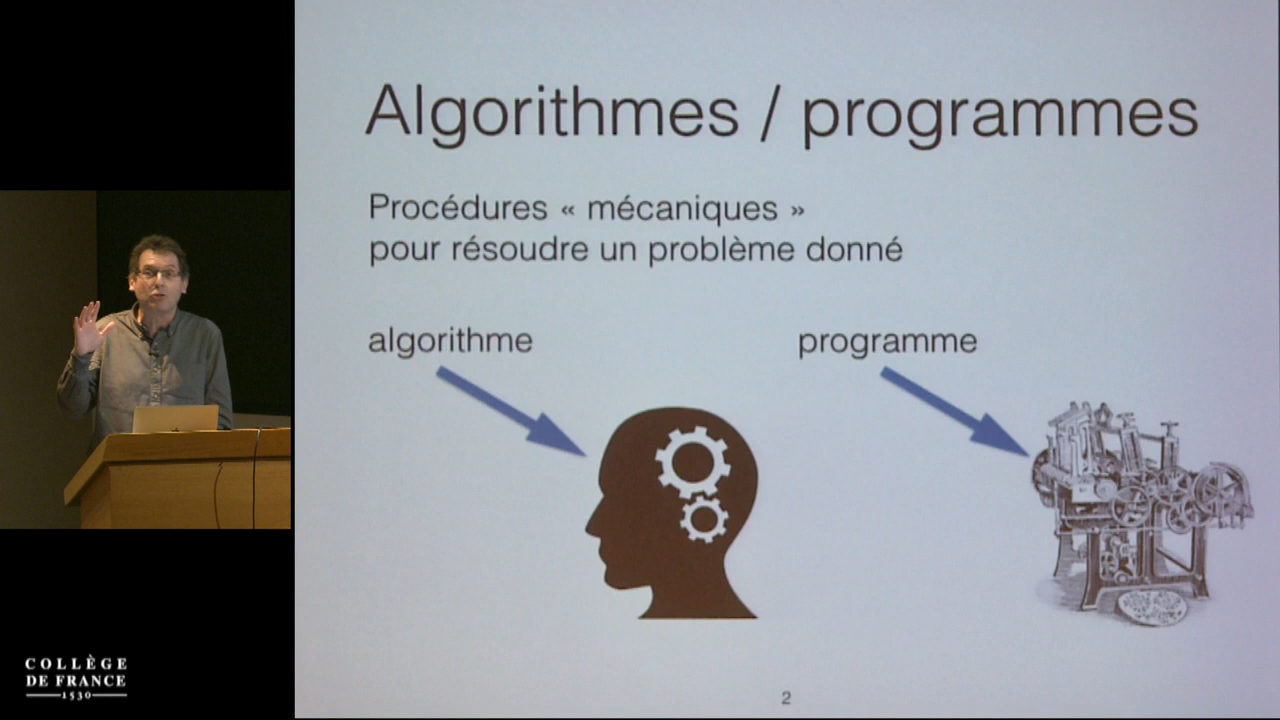 Algorithmes / programmes
Procédures « mécaniques »
pour résoudre un problème donné
algorithme
programme
2
COLLÈGE
DE FRANCE
1530